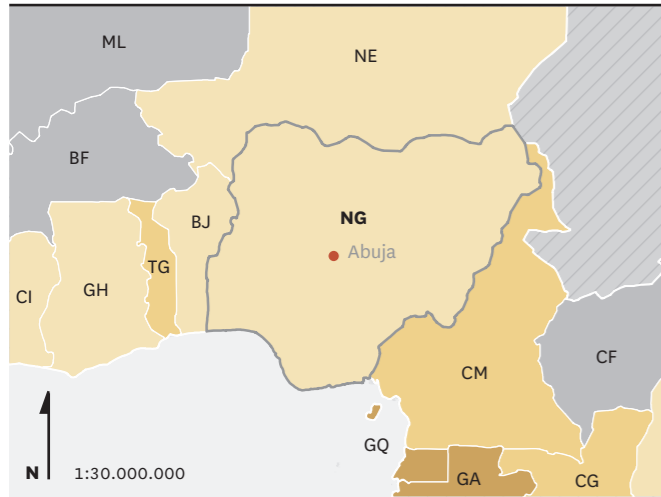 ML
NE
BF
BJ
NG
Abuja
TG
CI
GH
CF
CM
GQ
N
1:30.000.000
GA
CG